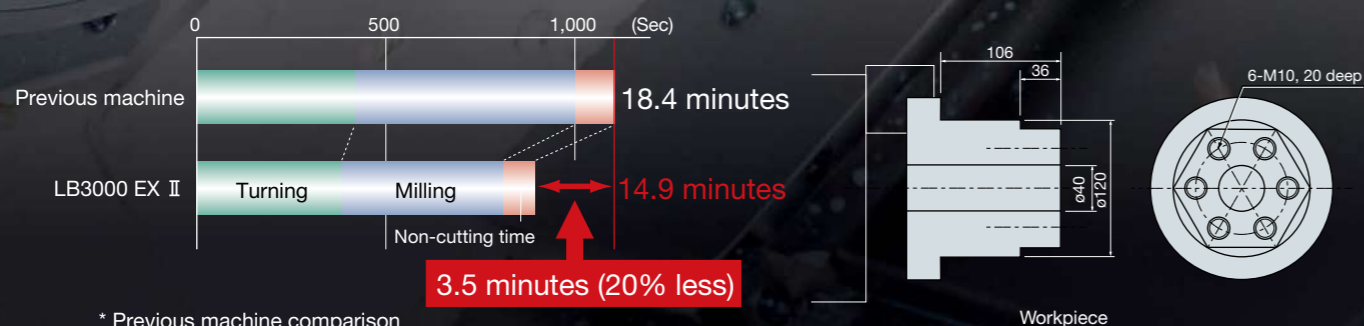 0 500 1,000 (Sec)
Previous machine 18.4 minutes
LB3000 EX Ⅱ Turning Milling 14.9 minutes
Non-cutting time
3.5 minutes (20% less)
* Previous machine comparison
106
36
ø40
ø120
6-M10, 20 deep
Workpiece